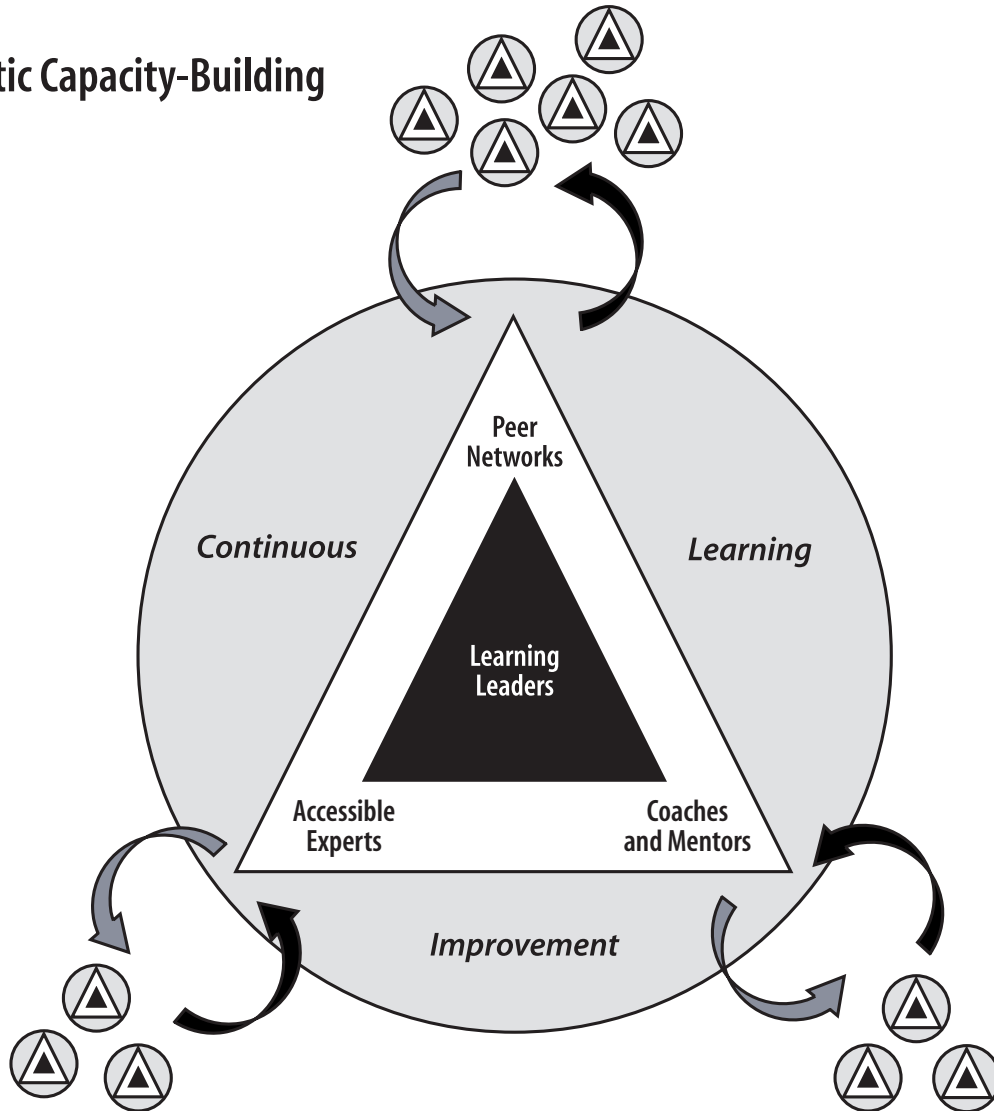 tic Capacity-Building
Peer
Networks
Continuous
Learning
Learning
Leaders
Accessible
Experts
Coaches
and Mentors
Improvement